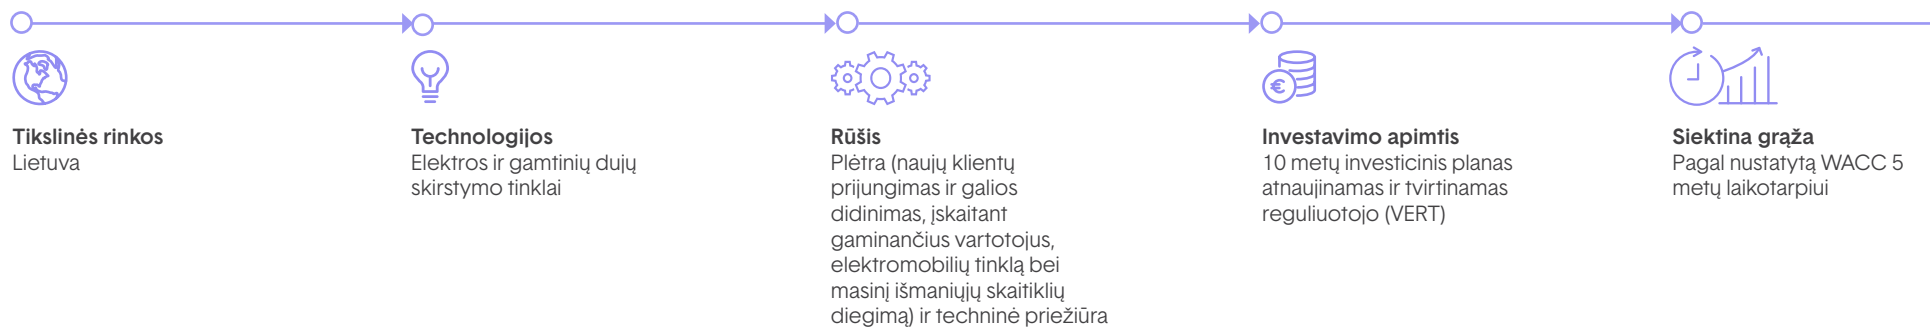 Tikslinės rinkos
Lietuva
Technologijos
Elektros ir gamtinių dujų
skirstymo tinklai
Rūšis
Plėtra (naujų klientų
prijungimas ir galios
didinimas, įskaitant
gaminančius vartotojus,
elektromobilių tinklą bei
masinį išmaniųjų skaitiklių
diegimą) ir techninė priežiūra
€
Investavimo apimtis
10 metų investicinis planas
atnaujinamas ir tvirtinamas
reguliuotojo (VERT)
Siektina grąža
Pagal nustatytą WACC 5
metų laikotarpiui